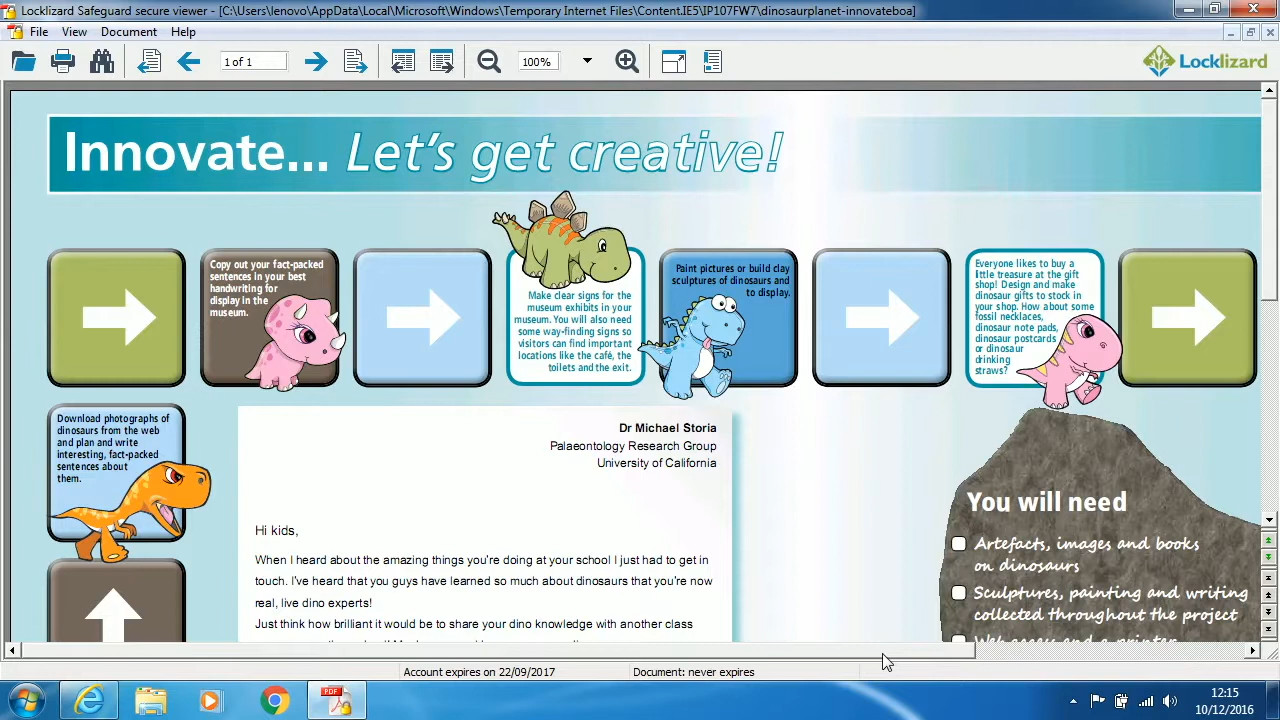 Locklizard Safeguard secure viewer - [C:\Users\lenovo\AppData\Local\Microsoft\Windows\Temporary Internet Files\Content.IE5\IP107FW7\dinosaurplanet-innovateboa]
File View Document Help
1 of 1
100%
Locklizard
Innovate... Let's get creative!
Copy out your fact-packed
sentences in your best
handwriting for
display in the
museum.
Make clear signs for the
museum exhibits in your
museum. You will also need
some way-finding signs so
visitors can find important
locations like the café, the
toilets and the exit.
Paint pictures or build clay
sculptures of dinosaurs and
to display.
Everyone likes to buy a
little treasure at the gift
shop! Design and make
dinosaur gifts to stock in
your shop. How about some
fossil necklaces,
dinosaur note pads,
dinosaur postcards
or dinosaur
drinking
straws?
Download photographs of
dinosaurs from the web
and plan and write
interesting, fact-packed
sentences about
them.
Dr Michael Storia
Palaeontology Research Group
University of California
Hi kids,
When I heard about the amazing things you're doing at your school I just had to get in
touch. I've heard that you guys have learned so much about dinosaurs that you're now
real, live dino experts!
Just think how brilliant it would be to share your dino knowledge with another class
You will need
Artefacts, images and books
on dinosaurs
Sculptures, painting and writing
collected throughout the project
Web access and a printer
Account expires on 22/09/2017
Document: never expires
PDF
12:15
10/12/2016